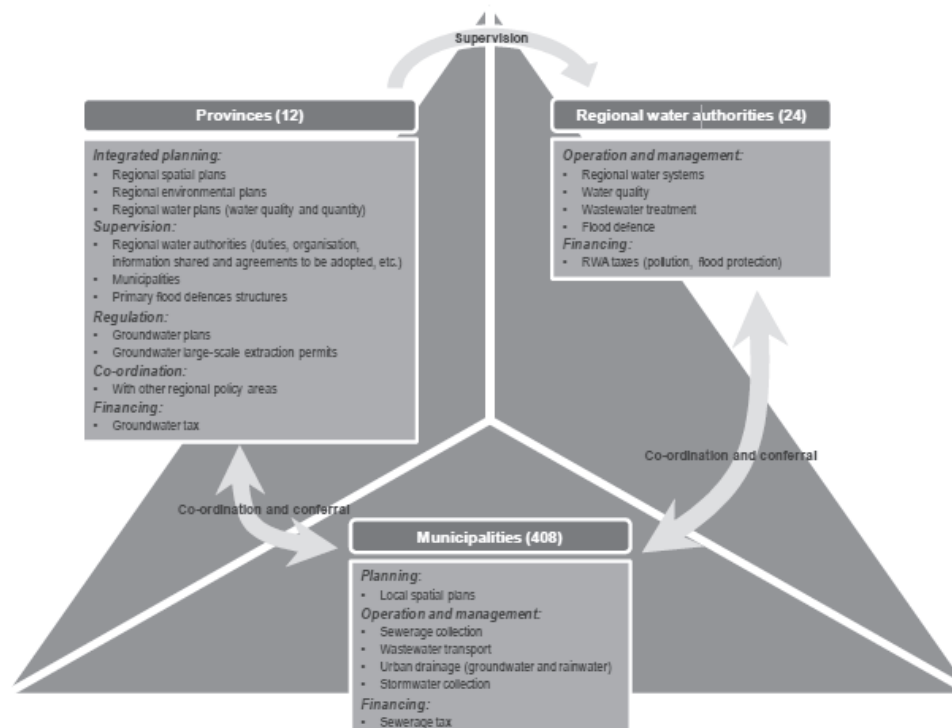 Supervision
Provinces (12)
Integrated planning:
▪ Regional spatial plans
▪ Regional environmental plans
▪ Regional water plans (water quality and quantity)
Supervision:
▪ Regional water authorities (duties, organisation,
information shared and agreements to be adopted, etc.)
▪ Municipalities
▪ Primary flood defences structures
Regulation:
▪ Groundwater plans
▪ Groundwater large-scale extraction permits
Co-ordination:
▪ With other regional policy areas
Financing:
▪ Groundwater tax
Regional water authorities (24)
Operation and management:
▪ Regional water systems
▪ Water quality
▪ Wastewater treatment
▪ Flood defence
Financing:
▪ RWA taxes (pollution, flood protection)
Co-ordination and conferral
Co-ordination and conferral
Municipalities (408)
Planning:
▪ Local spatial plans
Operation and management:
▪ Sewerage collection
▪ Wastewater transport
▪ Urban drainage (groundwater and rainwater)
▪ Stormwater collection
Financing:
▪ Sewerage tax